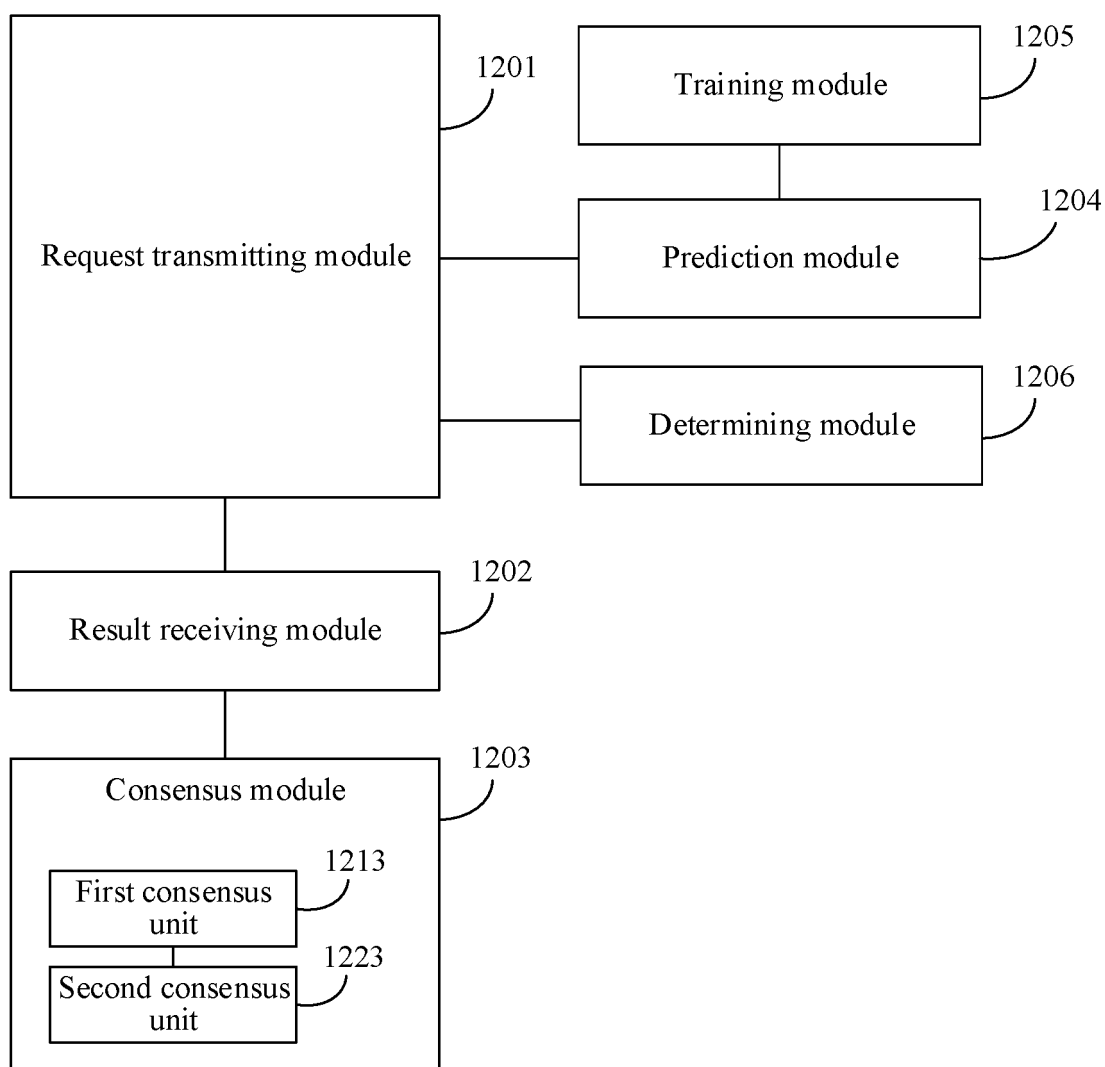 1201
1205
Training module
1204
Request transmitting module
Prediction module
1206
Determining module
1202
Result receiving module
1203
Consensus module
1213
First consensus
unit
1223
Second consensus
unit